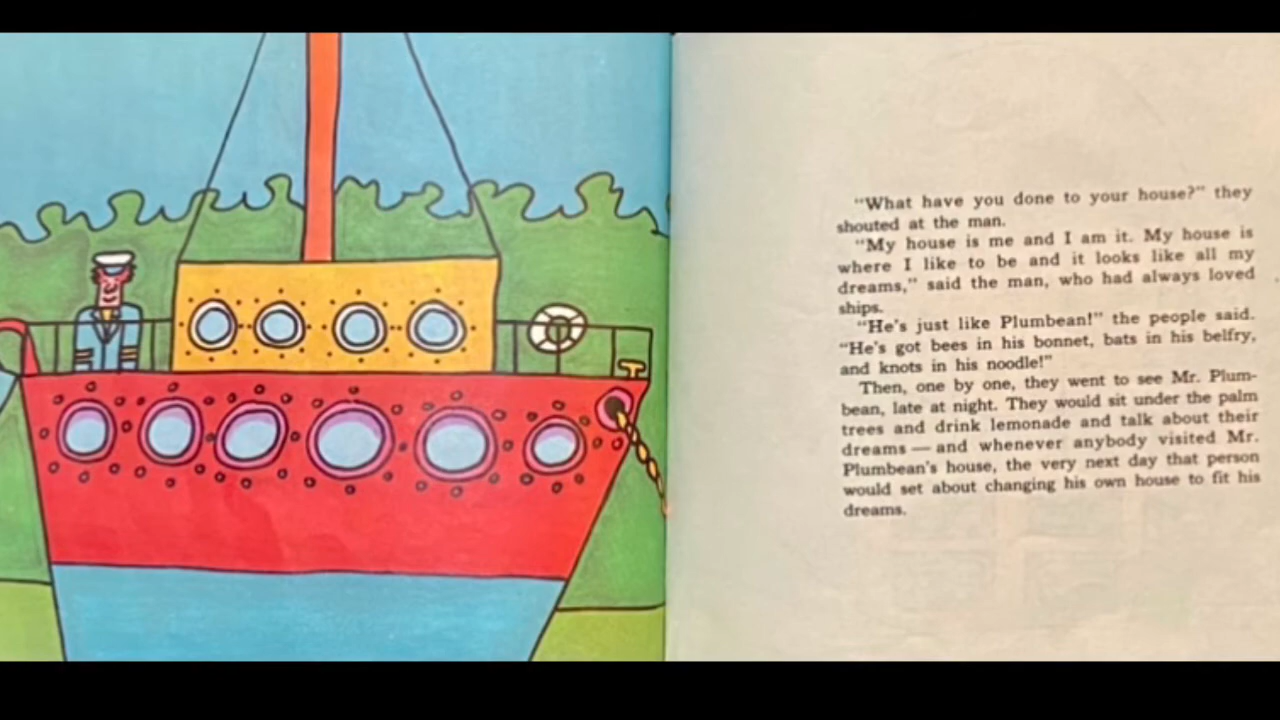 "What have you done to your house?" they
shouted at the man.
"My house is me and I am it. My house is
where I like to be and it looks like all my
dreams," said the man, who had always loved
ships.
"He's just like Plumbean!" the people said.
"He's got bees in his bonnet, bats in his belfry,
and knots in his noodle!"
Then, one by one, they went to see Mr. Plum-
bean, late at night. They would sit under the palm
trees and drink lemonade and talk about their
dreams — and whenever anybody visited Mr.
Plumbean's house, the very next day that person
would set about changing his own house to fit his
dreams.